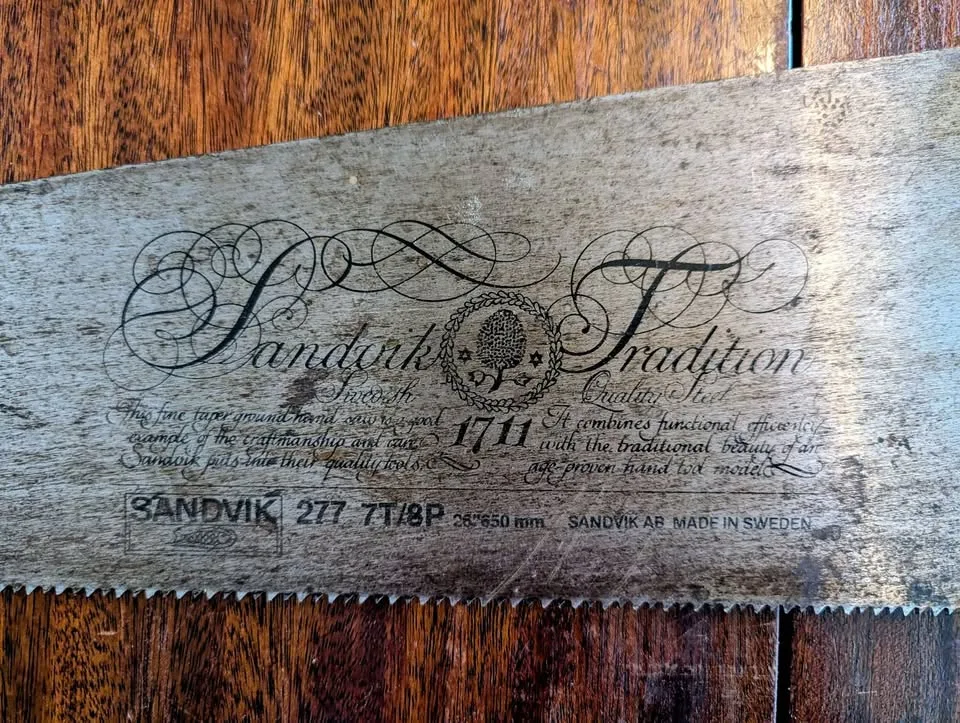 Sandvik Tradition
Swedish Quality Steel
1711
This fine taper ground hand saw is a good
example of the craftmanship and care
Sandvik puts into their quality tools.
It combines functional efficiency
with the traditional beauty of an
age-proven hand tool model.
SANDVIK 277 7T/8P 26"650 mm SANDVIK AB MADE IN SWEDEN